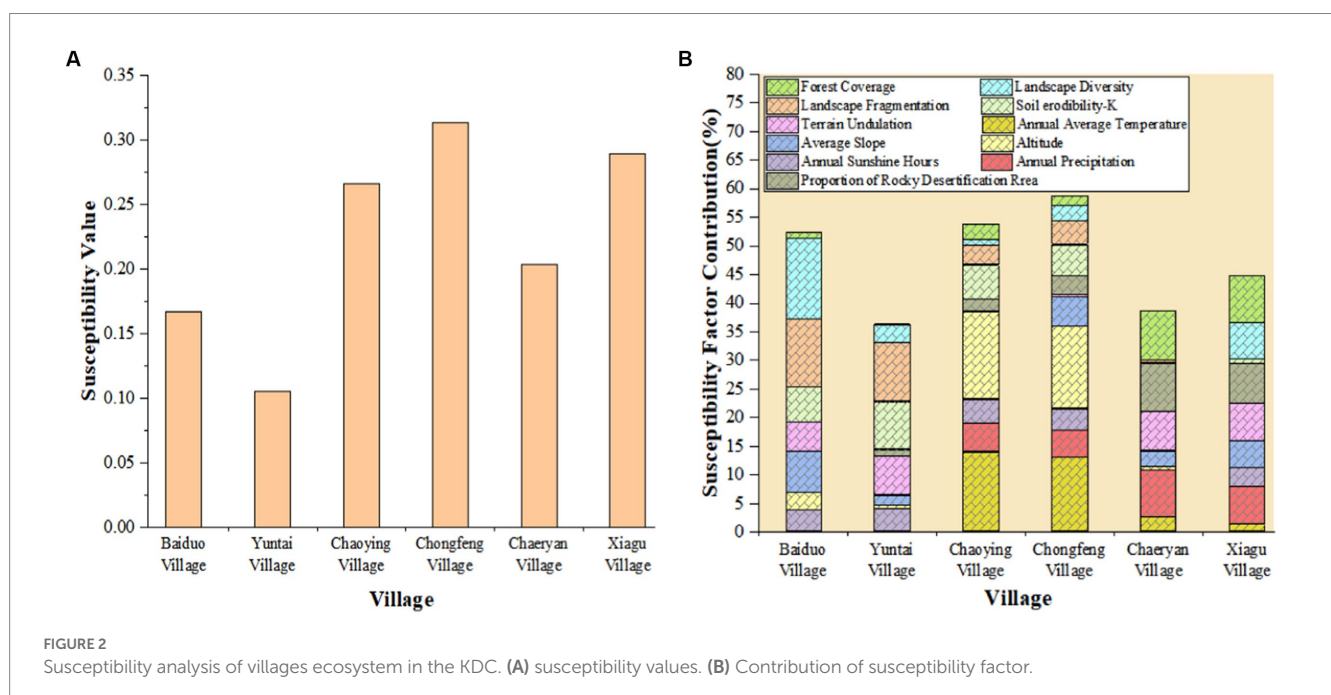 A
0.35
0.30
0.25
0.20
0.15
0.10
0.05
0.00
Susceptibility Value
Baiduo Village
Yuntai Village
Chaoying Village
Chongfeng Village
Chaeryan Village
Xiagu Village
Village
B
80
75
70
65
60
55
50
45
40
35
30
25
20
15
10
5
0
Susceptibility Factor Contribution(%)
Forest Coverage
Landscape Diversity
Landscape Fragmentation
Soil erodibility-K
Terrain Undulation
Annual Average Temperature
Average Slope
Altitude
Annual Sunshine Hours
Annual Precipitation
Proportion of Rocky Desertification Rrea
Baiduo Village
Yuntai Village
Chaoying Village
Chongfeng Village
Chaeryan Village
Xiagu Village
Village
FIGURE 2
Susceptibility analysis of villages ecosystem in the KDC. (A) susceptibility values. (B) Contribution of susceptibility factor.